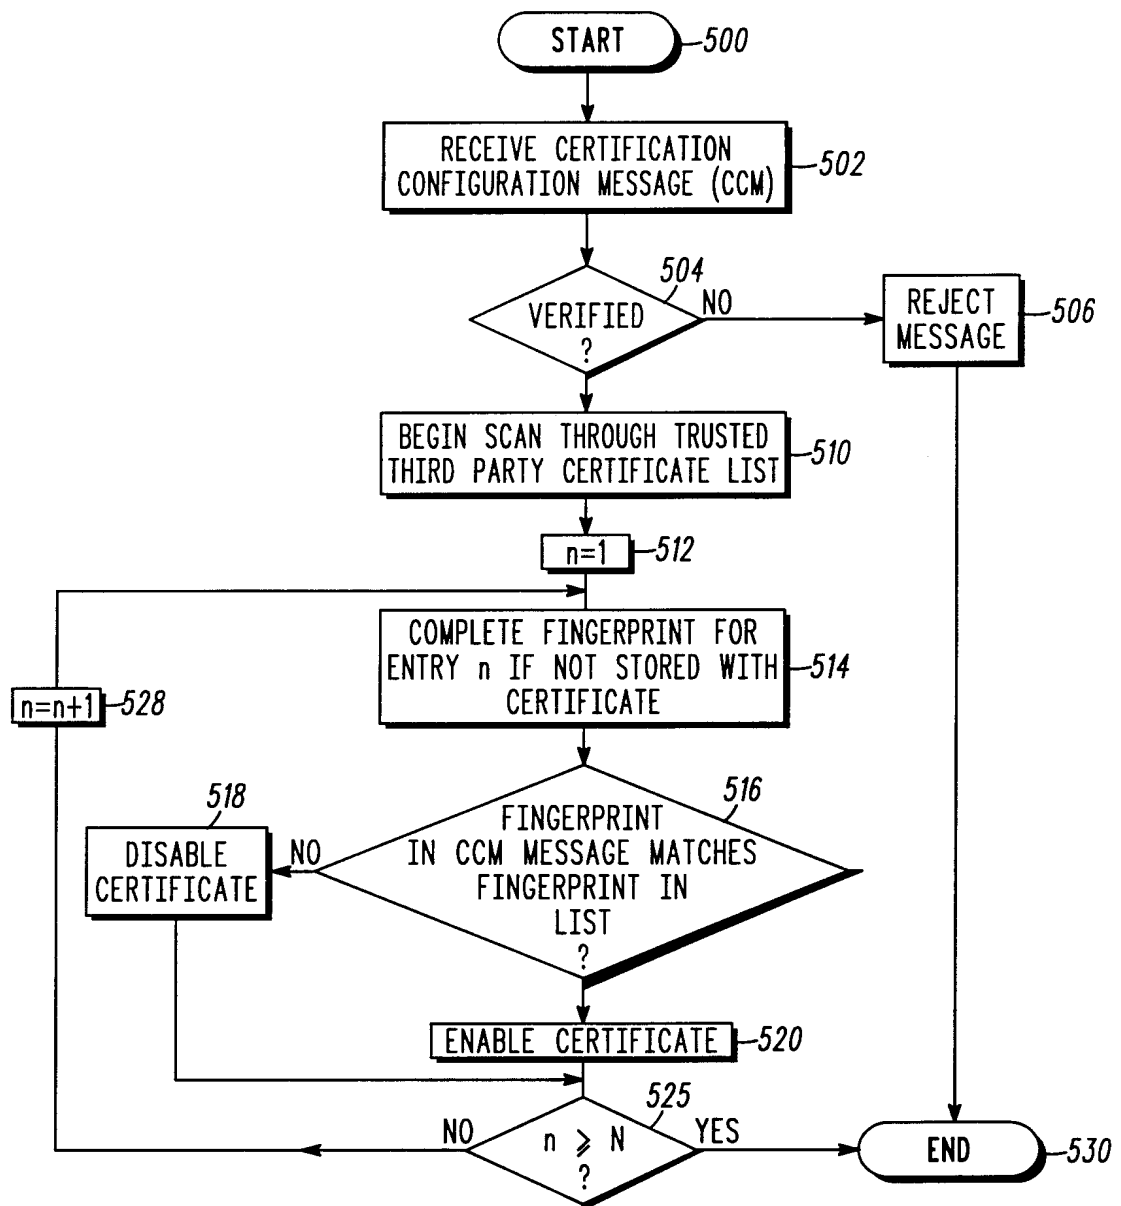 START
500
RECEIVE CERTIFICATION
CONFIGURATION MESSAGE (CCM)
502
504
VERIFIED
?
NO
REJECT
MESSAGE
506
BEGIN SCAN THROUGH TRUSTED
THIRD PARTY CERTIFICATE LIST
510
n=1
512
COMPLETE FINGERPRINT FOR
ENTRY n IF NOT STORED WITH
CERTIFICATE
514
n=n+1
528
516
FINGERPRINT
IN CCM MESSAGE MATCHES
FINGERPRINT IN
LIST
?
NO
518
DISABLE
CERTIFICATE
ENABLE CERTIFICATE
520
525
n ⩾ N
?
NO
YES
END
530